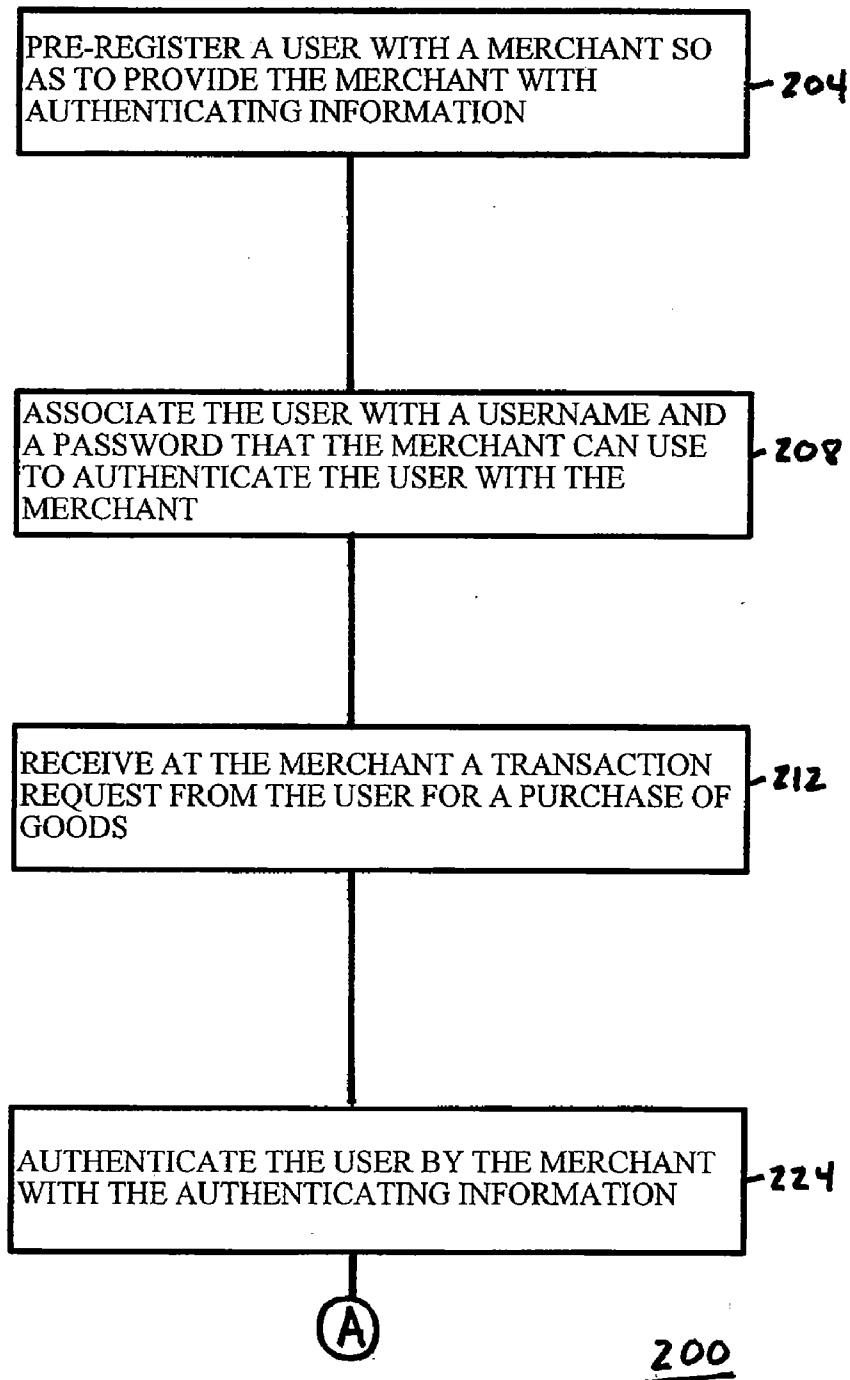 PRE-REGISTER A USER WITH A MERCHANT SO
AS TO PROVIDE THE MERCHANT WITH
AUTHENTICATING INFORMATION
204
ASSOCIATE THE USER WITH A USERNAME AND
A PASSWORD THAT THE MERCHANT CAN USE
TO AUTHENTICATE THE USER WITH THE
MERCHANT
208
RECEIVE AT THE MERCHANT A TRANSACTION
REQUEST FROM THE USER FOR A PURCHASE OF
GOODS
212
AUTHENTICATE THE USER BY THE MERCHANT
WITH THE AUTHENTICATING INFORMATION
224
A
200